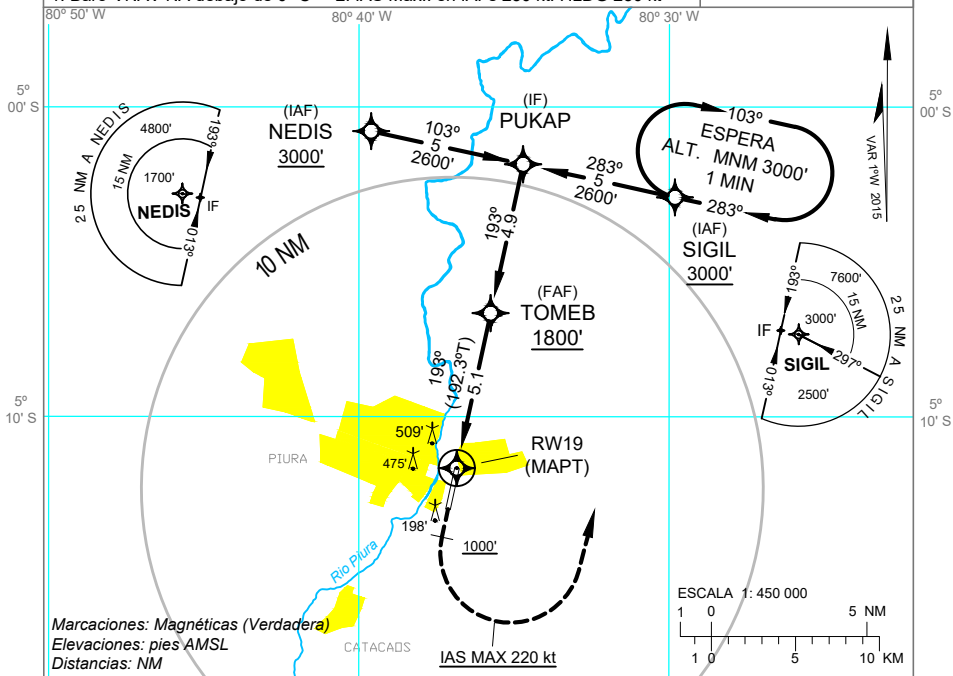 80º 50' W
80º 40' W
80º 30' W
5º
00' S
5º
00' S
(IAF)
NEDIS
3000'
103º
5
2600'
(IF)
PUKAP
283º
5
2600'
103º
ESPERA
ALT. MNM 3000'
1 MIN
283º
(IAF)
SIGIL
3000'
VAR 1ºW 2015
25 NM A NEDIS
4800'
15 NM
1700'
NEDIS
193º
IF
013º
10 NM
193º
4.9
(FAF)
TOMEB
1800'
193º
(192.3ºT)
5.1
193º
7600'
15 NM
3000'
IF
SIGIL
297º
013º
2500'
25 NM A SIGIL
5º
10' S
5º
10' S
PIURA
509'
475'
198'
RW19
(MAPT)
1000'
Rio Piura
CATACAOS
IAS MAX 220 kt
ESCALA 1: 450 000
1 0 5 NM
1 0 5 10 KM
Marcaciones: Magnéticas (Verdadera)
Elevaciones: pies AMSL
Distancias: NM